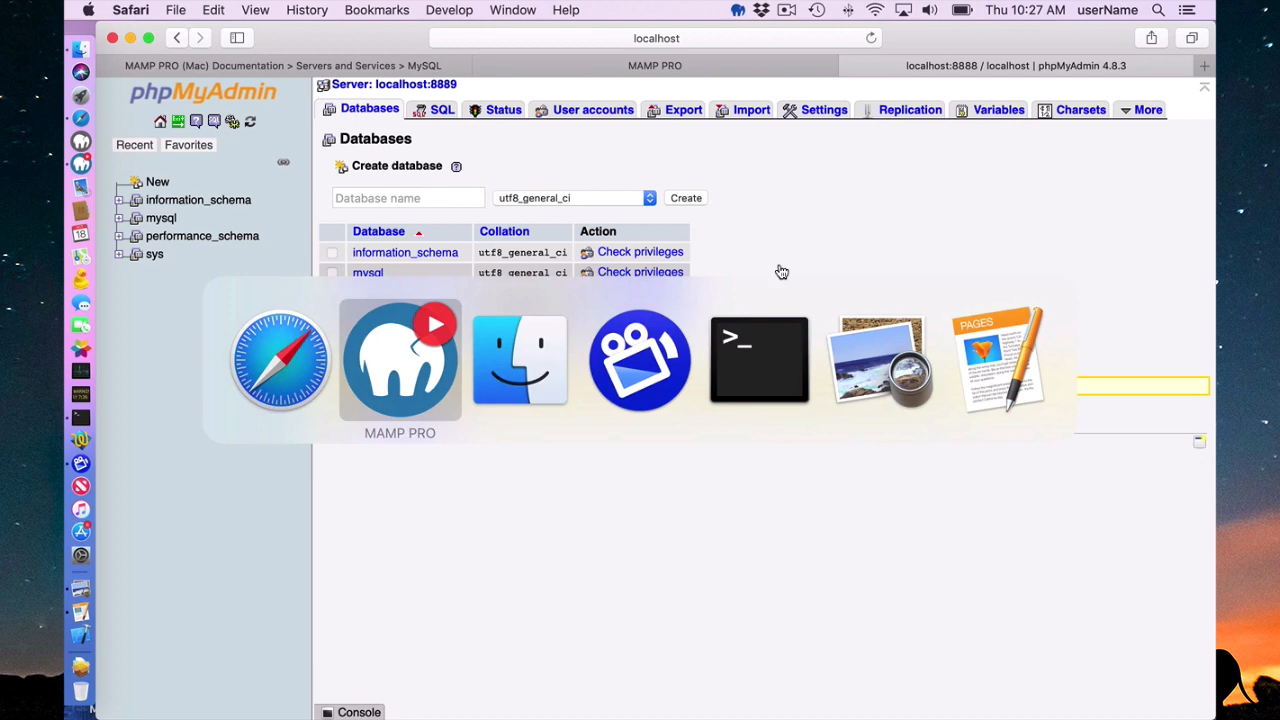 Safari File Edit View History Bookmarks Develop Window Help Thu 10:27 AM userName
localhost
MAMP PRO (Mac) Documentation > Servers and Services > MySQL MAMP PRO localhost:8888 / localhost | phpMyAdmin 4.8.3
phpMyAdmin
Recent Favorites
New
information_schema
mysql
performance_schema
sys
Server: localhost:8889
Databases SQL Status User accounts Export Import Settings Replication Variables Charsets More
Databases
Create database
Database name utf8_general_ci Create
Database Collation Action
information_schema utf8_general_ci Check privileges
mysql utf8_general_ci Check privileges
>_
PAGES
MAMP PRO
18
Console